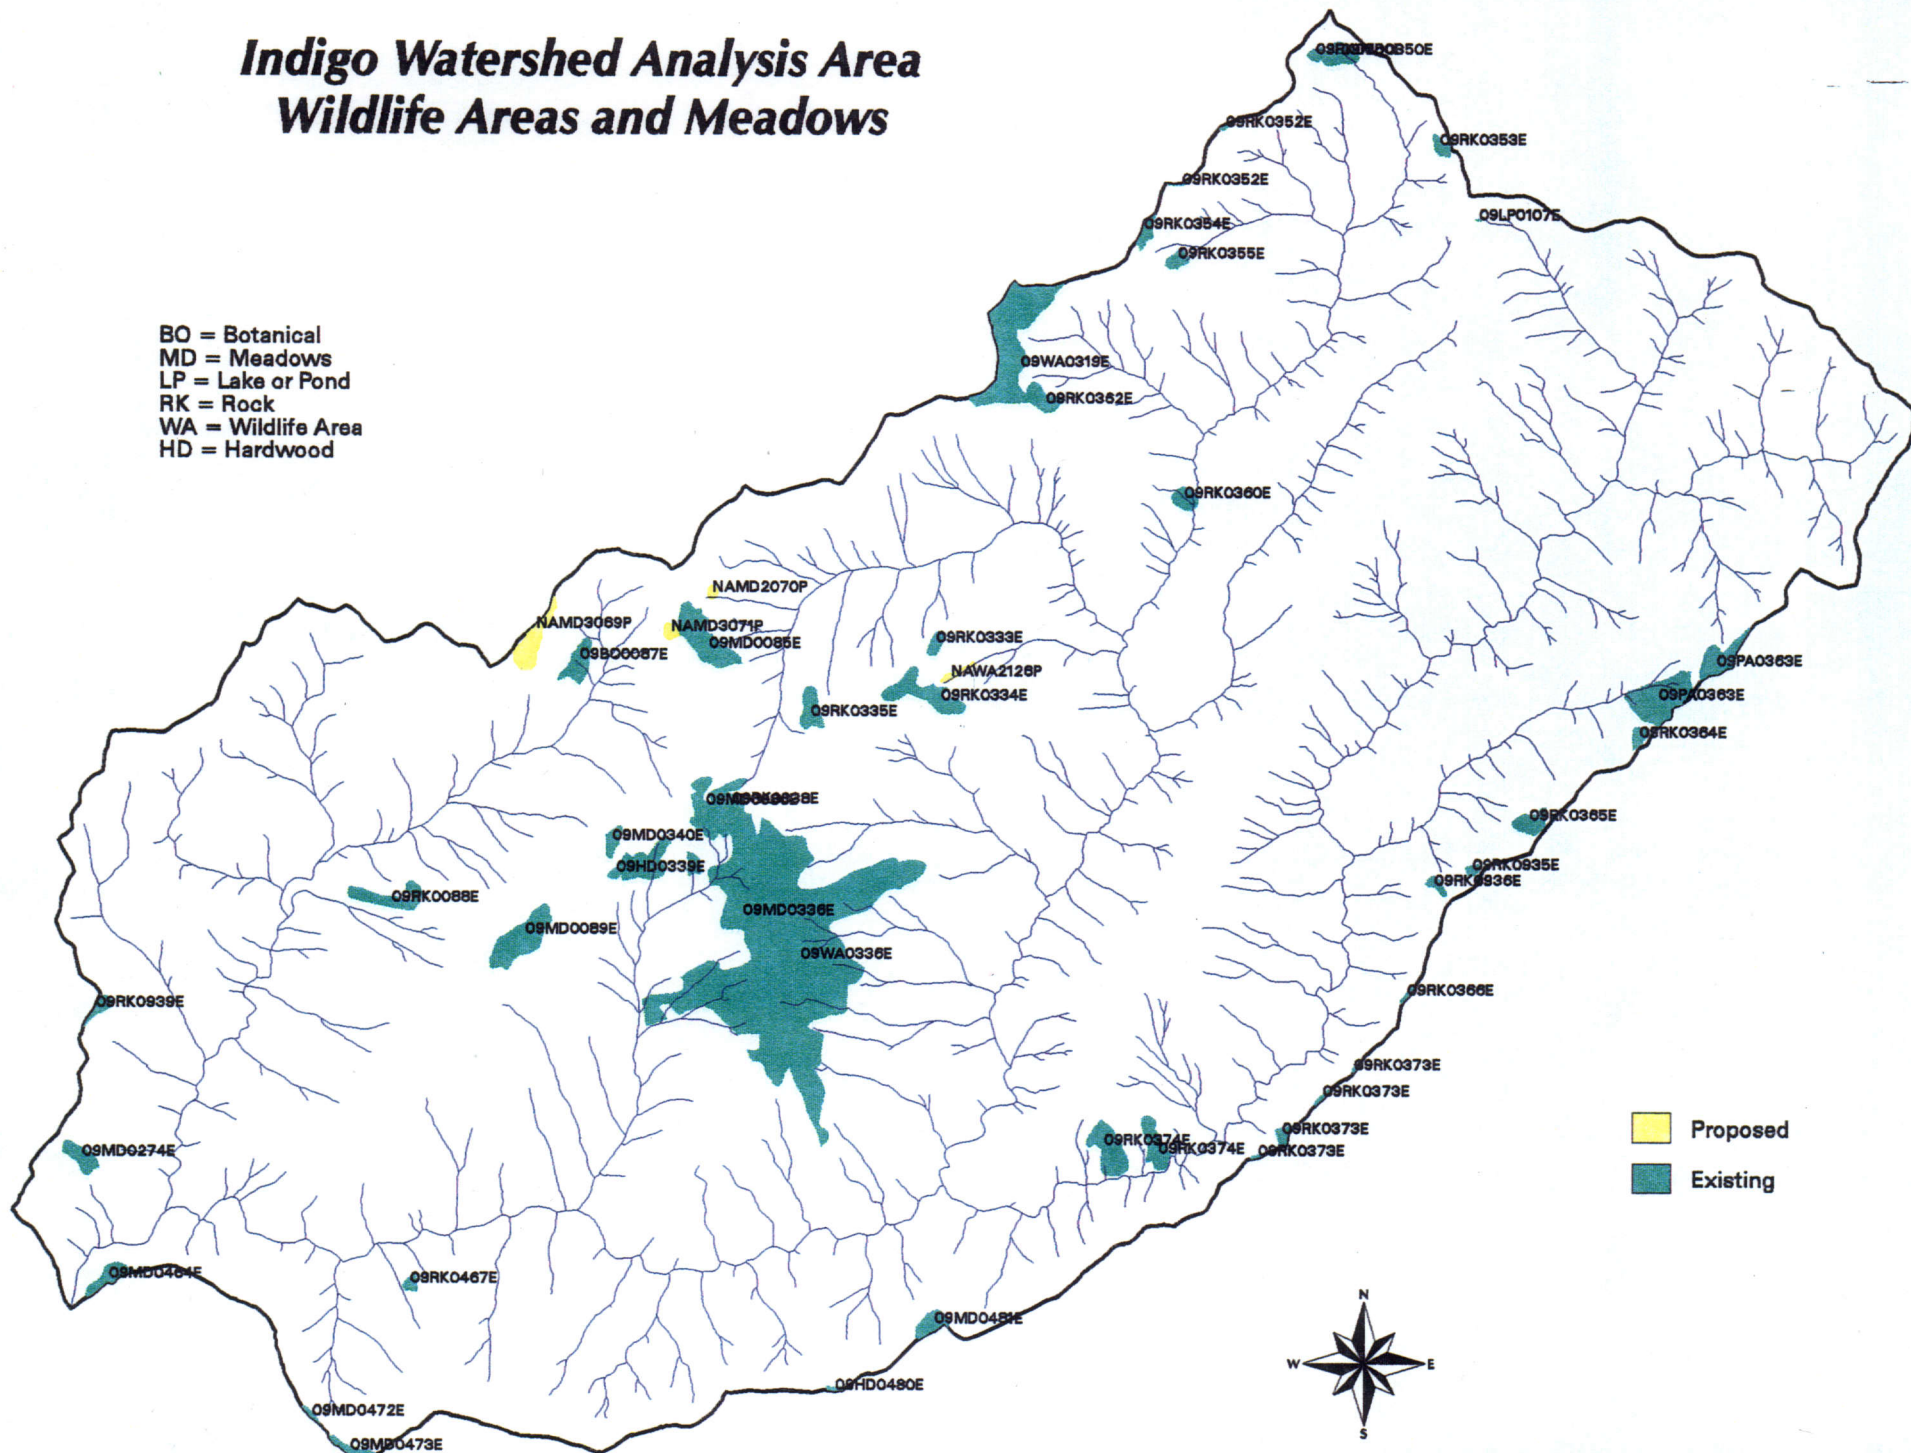 Indigo Watershed Analysis Area
Wildlife Areas and Meadows
BO = Botanical
MD = Meadows
LP = Lake or Pond
RK = Rock
WA = Wildlife Area
HD = Hardwood
09RK0352E
09RK0353E
09RK0352E
09LP0107E
09RK0354E
09RK0355E
09WA0319E
09RK0362E
09RK0360E
NAMD2070P
NAMD3069P
NAMD3071P
09MD0085E
09BO0087E
09RK0333E
NAWA2126P
09RK0334E
09RK0335E
09PA0363E
09PA0363E
09RK0364E
09RK0365E
09MD0340E
09HD0339E
09RK0935E
09RK0936E
09RK0088E
09MD0336E
09MD0089E
09WA0336E
09RK0939E
09RK0366E
09RK0373E
09RK0373E
09RK0373E
09RK0373E
09RK0374E
09RK0374E
09MD0274E
Proposed
Existing
09MD0464E
09RK0467E
09MD0481E
09HD0480E
09MD0472E
09MD0473E
N
W
E
S